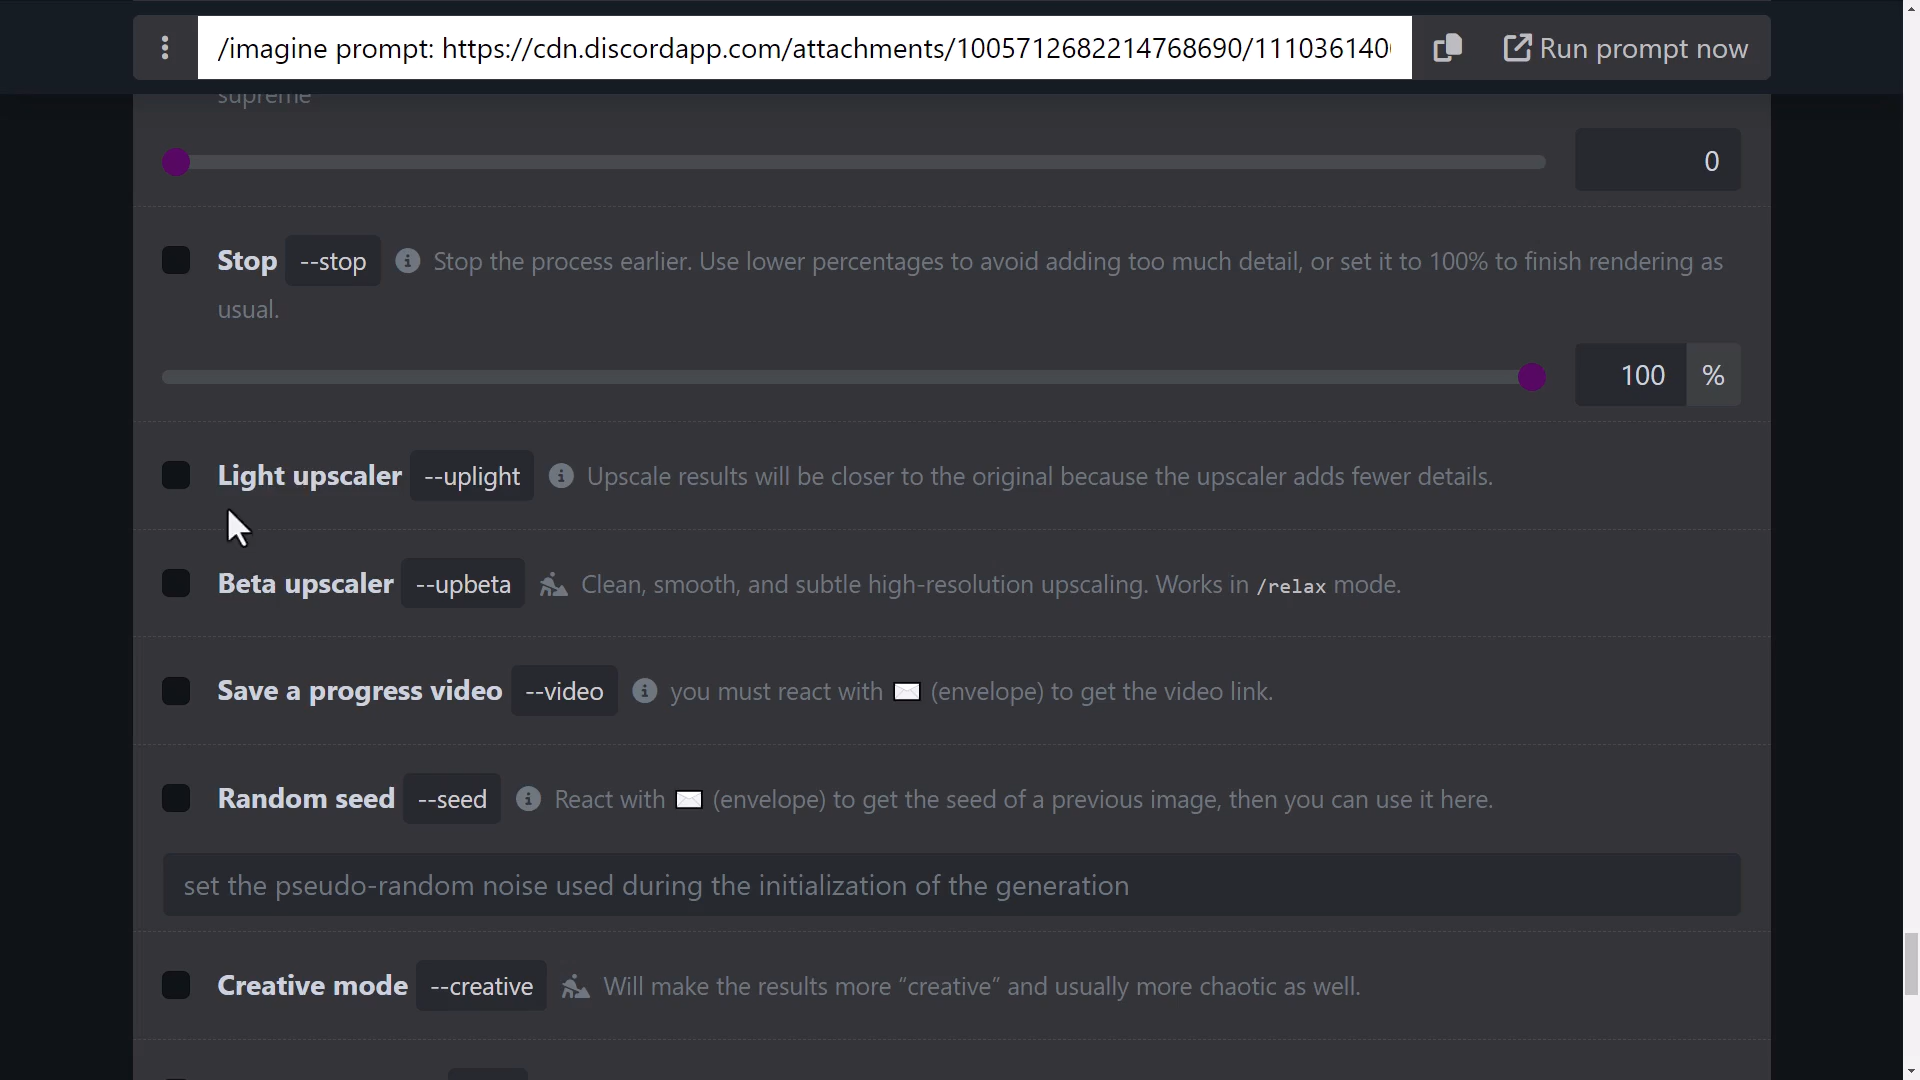 /imagine prompt: https://cdn.discordapp.com/attachments/1005712682214768690/111036140
Run prompt now
supreme
0
Stop --stop Stop the process earlier. Use lower percentages to avoid adding too much detail, or set it to 100% to finish rendering as
usual.
100 %
Light upscaler --uplight Upscale results will be closer to the original because the upscaler adds fewer details.
Beta upscaler --upbeta Clean, smooth, and subtle high-resolution upscaling. Works in /relax mode.
Save a progress video --video you must react with ✉️ (envelope) to get the video link.
Random seed --seed React with ✉️ (envelope) to get the seed of a previous image, then you can use it here.
set the pseudo-random noise used during the initialization of the generation
Creative mode --creative Will make the results more “creative” and usually more chaotic as well.